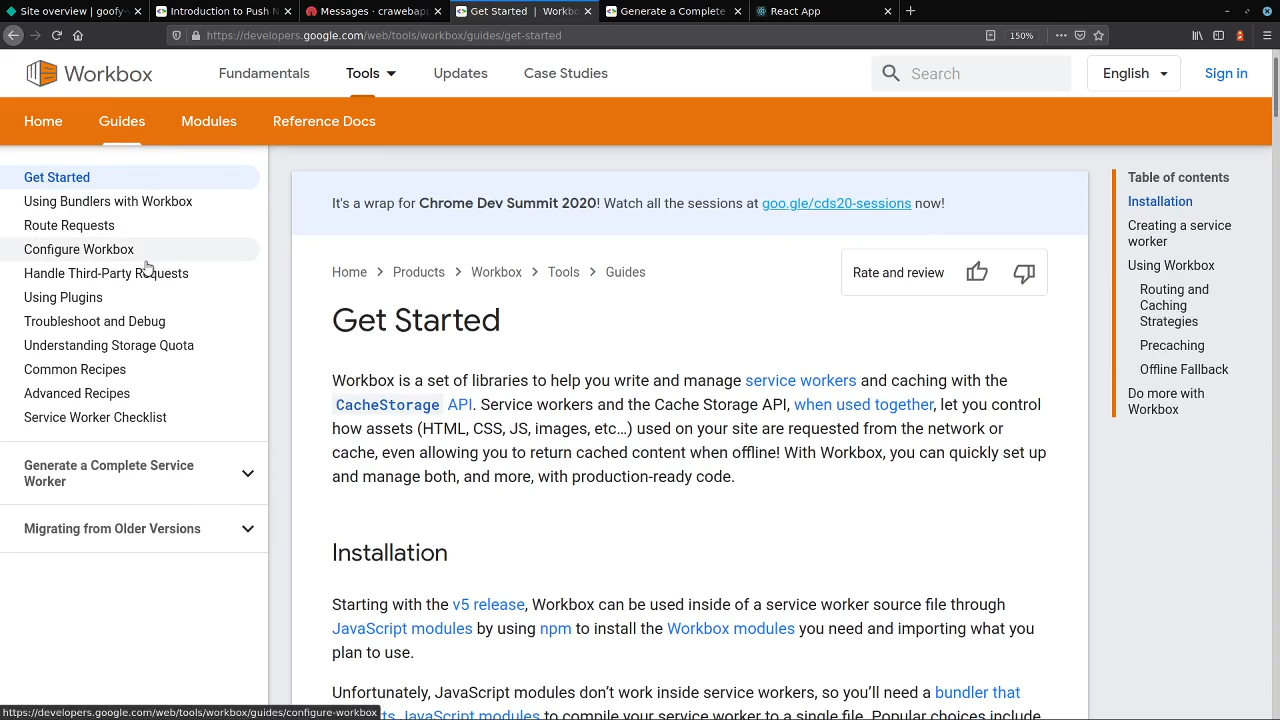 Site overview | goofy-
Introduction to Push N
Messages · crawebapp
Get Started | Workbo
Generate a Complete
React App
https://developers.google.com/web/tools/workbox/guides/get-started
150%
Workbox
Fundamentals
Tools
Updates
Case Studies
Search
English
Sign in
Home
Guides
Modules
Reference Docs
Get Started
Using Bundlers with Workbox
Route Requests
Configure Workbox
Handle Third-Party Requests
Using Plugins
Troubleshoot and Debug
Understanding Storage Quota
Common Recipes
Advanced Recipes
Service Worker Checklist
Generate a Complete Service
Worker
Migrating from Older Versions
It's a wrap for Chrome Dev Summit 2020! Watch all the sessions at goo.gle/cds20-sessions now!
Home > Products > Workbox > Tools > Guides
Rate and review
Get Started
Workbox is a set of libraries to help you write and manage service workers and caching with the
CacheStorage API. Service workers and the Cache Storage API, when used together, let you control
how assets (HTML, CSS, JS, images, etc…) used on your site are requested from the network or
cache, even allowing you to return cached content when offline! With Workbox, you can quickly set up
and manage both, and more, with production-ready code.
Installation
Starting with the v5 release, Workbox can be used inside of a service worker source file through
JavaScript modules by using npm to install the Workbox modules you need and importing what you
plan to use.
Unfortunately, JavaScript modules don’t work inside service workers, so you’ll need a bundler that
JavaScript modules to compile your service worker to a single file. Popular choices include
Table of contents
Installation
Creating a service
worker
Using Workbox
Routing and
Caching
Strategies
Precaching
Offline Fallback
Do more with
Workbox
https://developers.google.com/web/tools/workbox/guides/configure-workbox